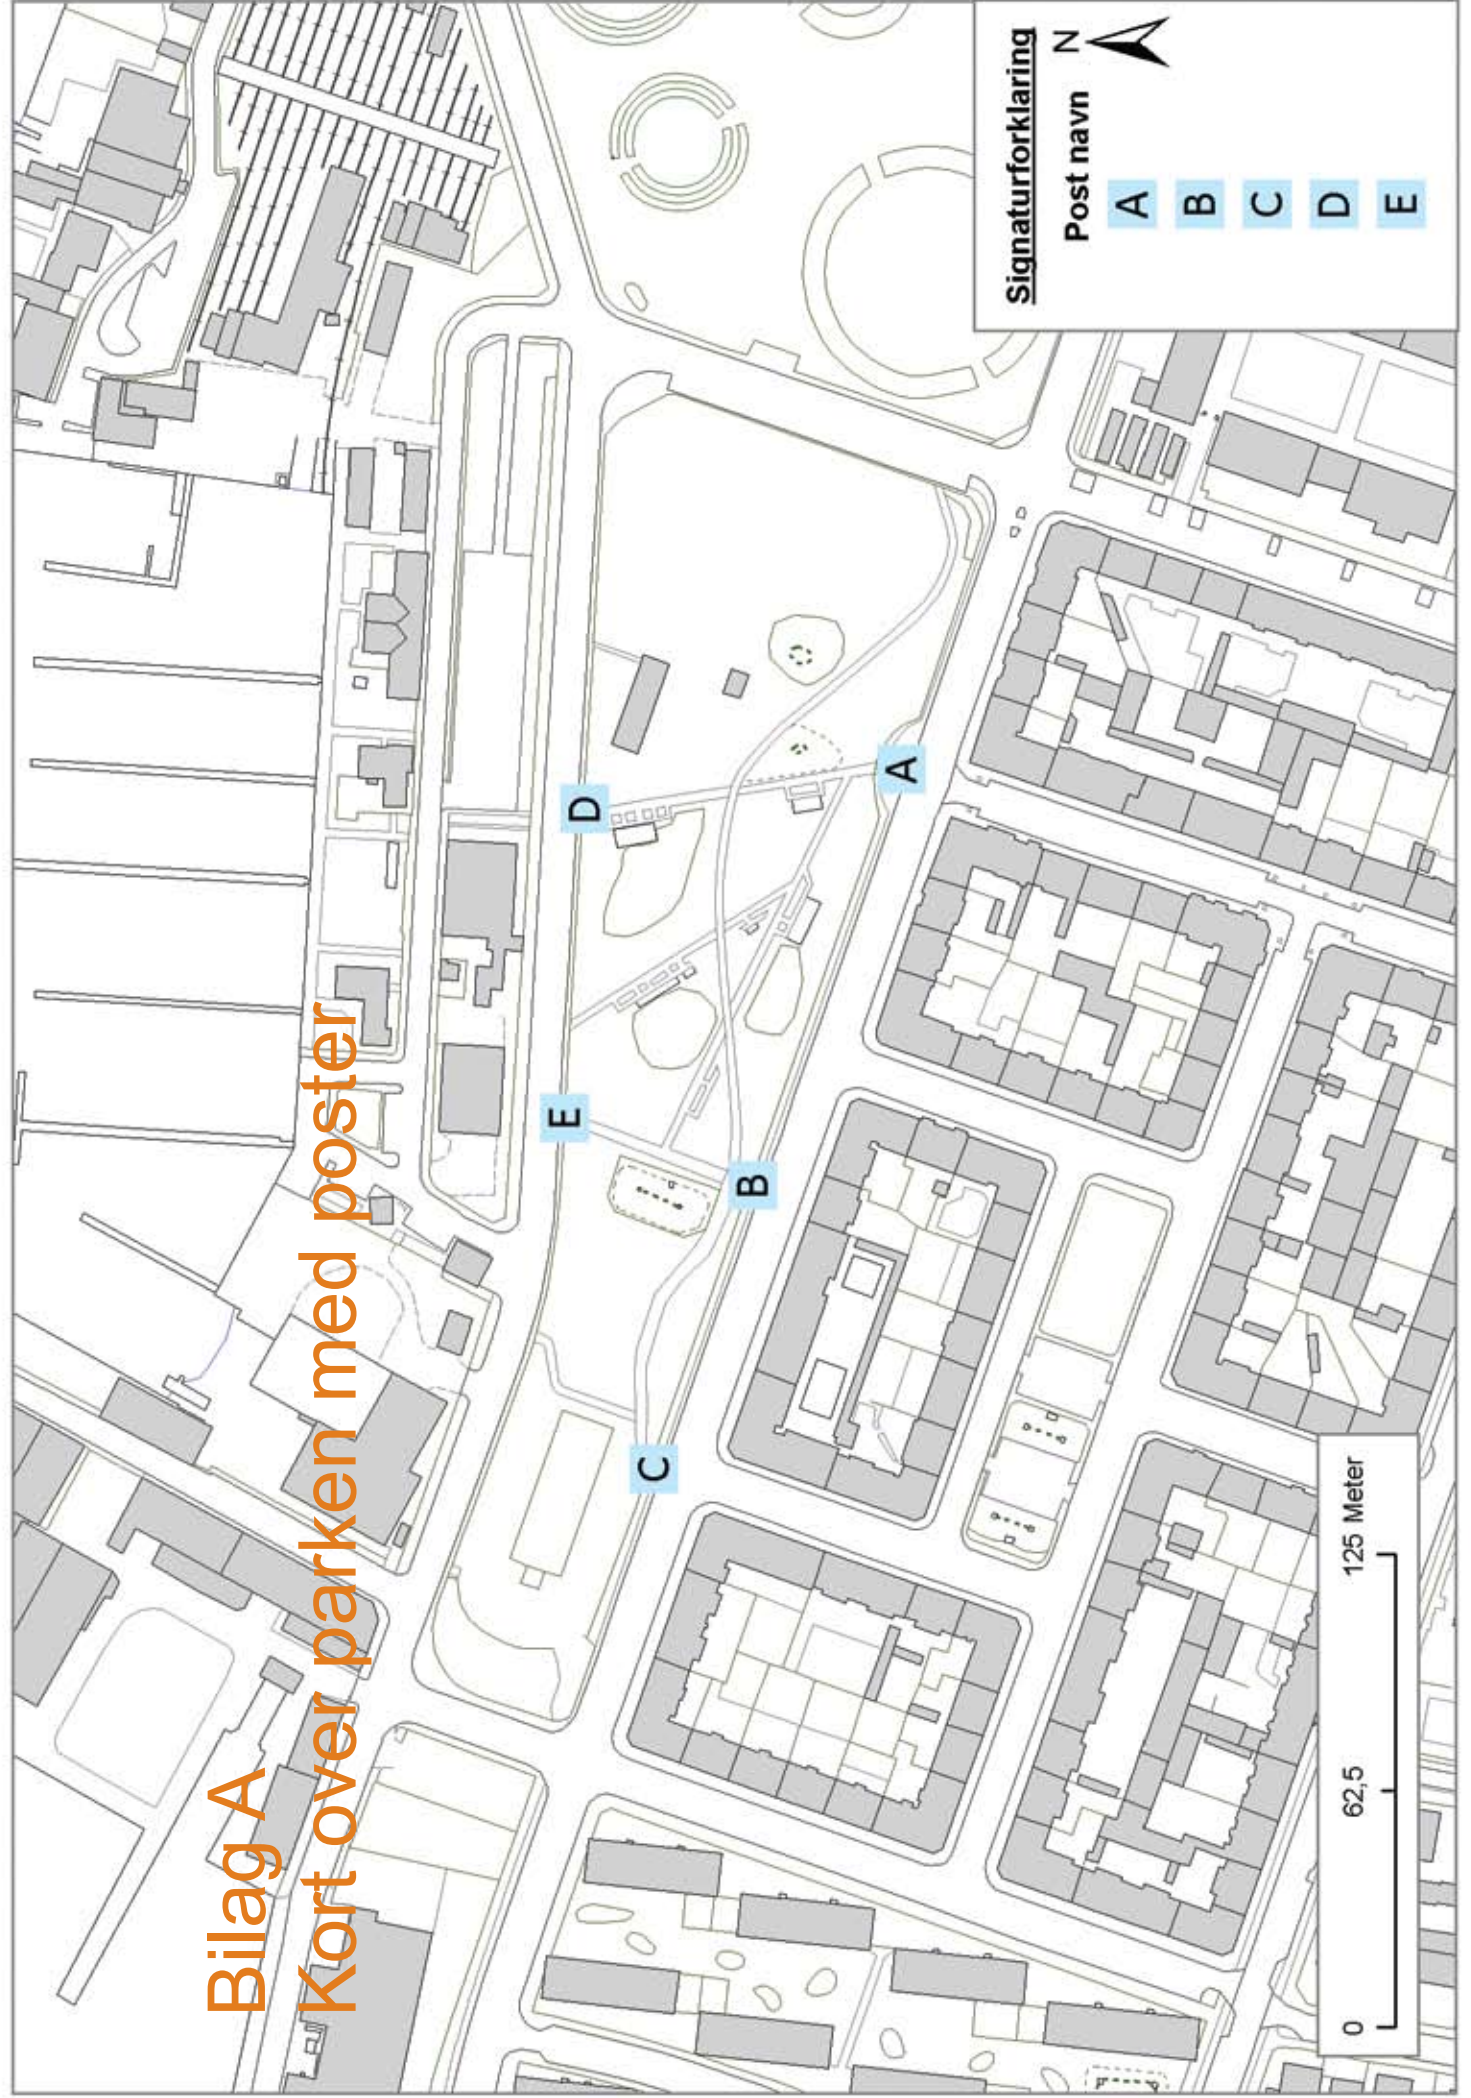 Bilag A
Kort over parken med poster
D
E
A
B
C
Signaturforklaring
Post navn
N
A
B
C
D
E
0 62,5 125 Meter